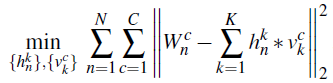 $$\min_{\{h_n^k\},\{v_k^c\}} \sum_{n=1}^{N} \sum_{c=1}^{C} \left\| W_n^c - \sum_{k=1}^{K} h_n^k * v_k^c \right\|_2^2$$